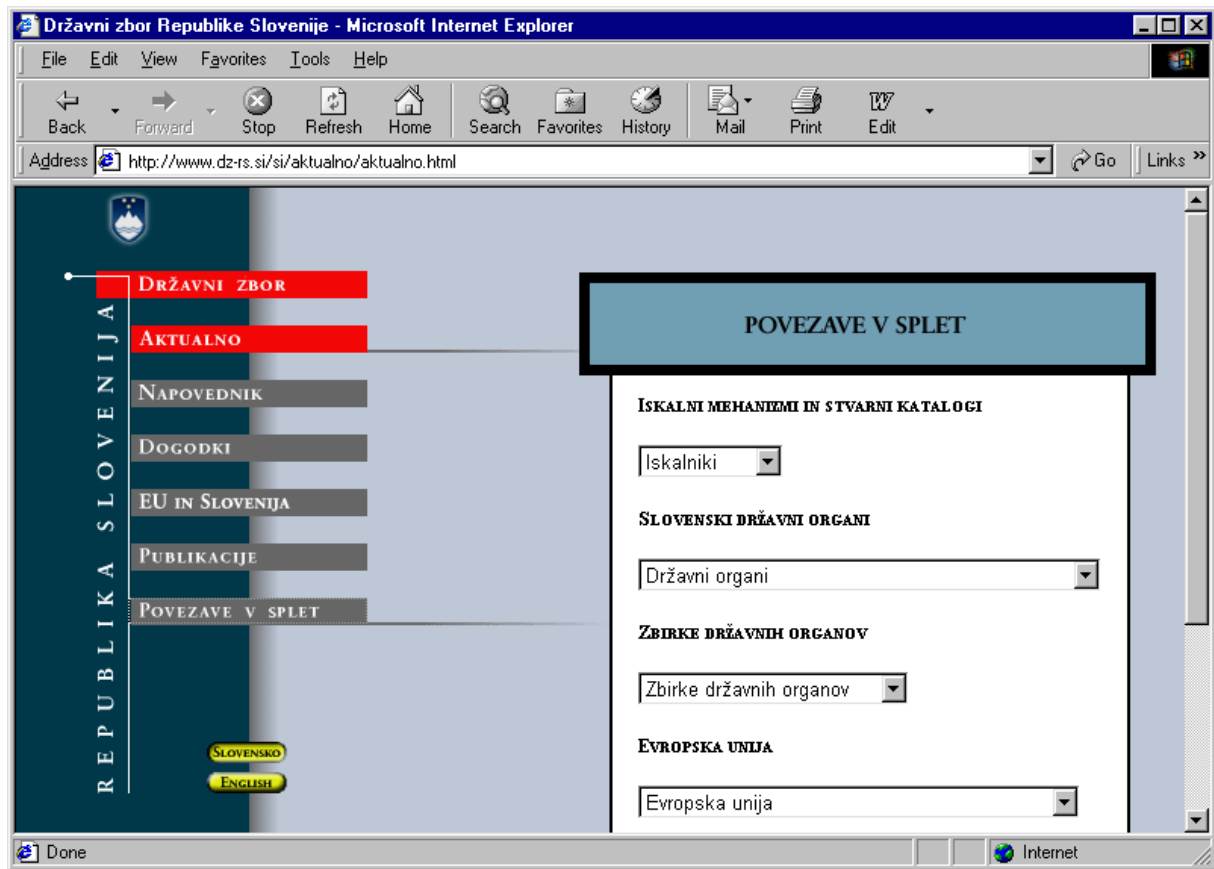 Državni zbor Republike Slovenije - Microsoft Internet Explorer
File Edit View Favorites Tools Help
Back Forward Stop Refresh Home Search Favorites History Mail Print Edit
Address http://www.dz-rs.si/si/aktualno/aktualno.html Go Links »
REPUBLIKA SLOVENIJA
DRŽAVNI ZBOR
AKTUALNO
NAPOVEDNIK
DOGODKI
EU IN SLOVENIJA
PUBLIKACIJE
POVEZAVE V SPLET
SLOVENSKO
ENGLISH
POVEZAVE V SPLET
ISKALNI MEHANIZMI IN STVARNI KATALOGI
Iskalniki
SLOVENSKI DRŽAVNI ORGANI
Državni organi
ZBIRKE DRŽAVNIH ORGANOV
Zbirke državnih organov
EVROPSKA UNIJA
Evropska unija
Done Internet